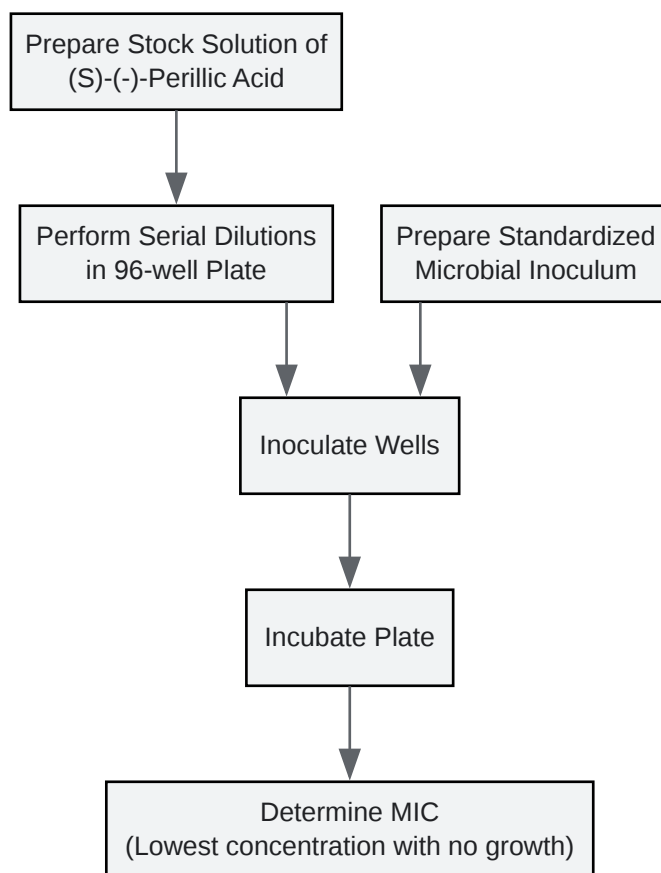 Prepare Stock Solution of
(S)-(-)-Perillic Acid
Perform Serial Dilutions
in 96-well Plate
Prepare Standardized
Microbial Inoculum
Inoculate Wells
Incubate Plate
Determine MIC
(Lowest concentration with no growth)